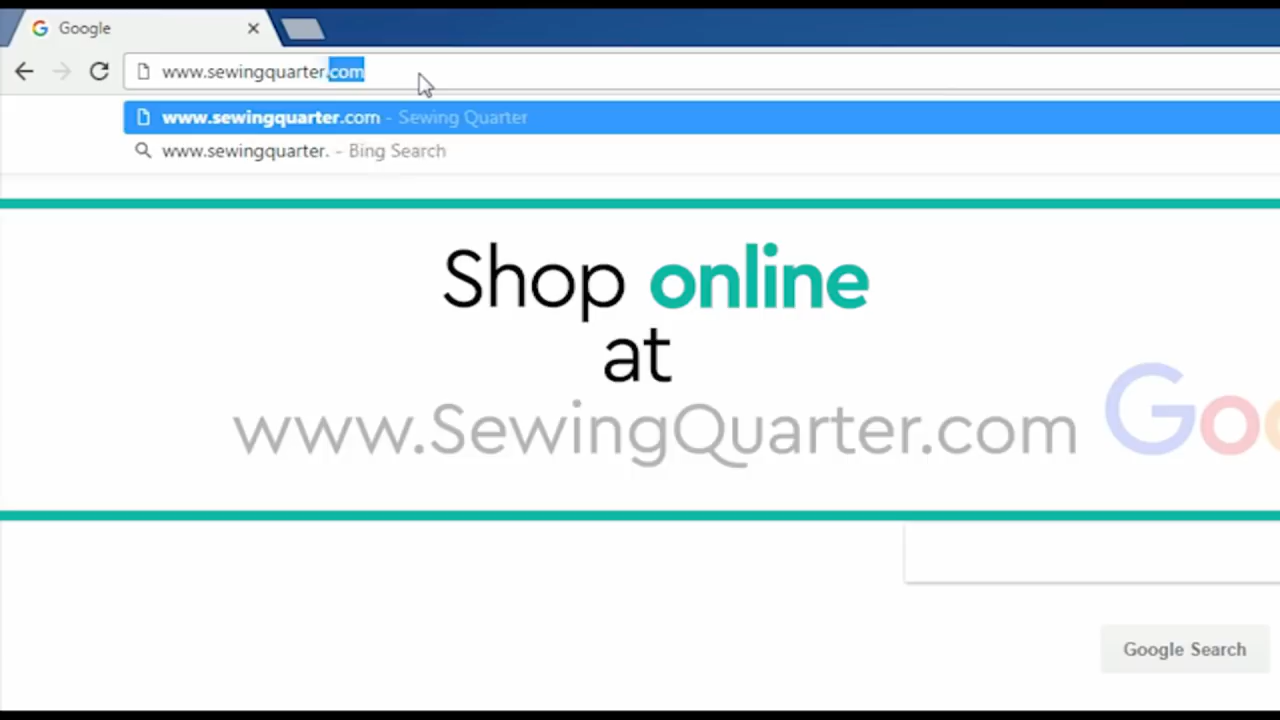 Google
www.sewingquarter.com
www.sewingquarter.com - Sewing Quarter
www.sewingquarter. - Bing Search
Shop online
at
www.SewingQuarter.com
Goo
Google Search